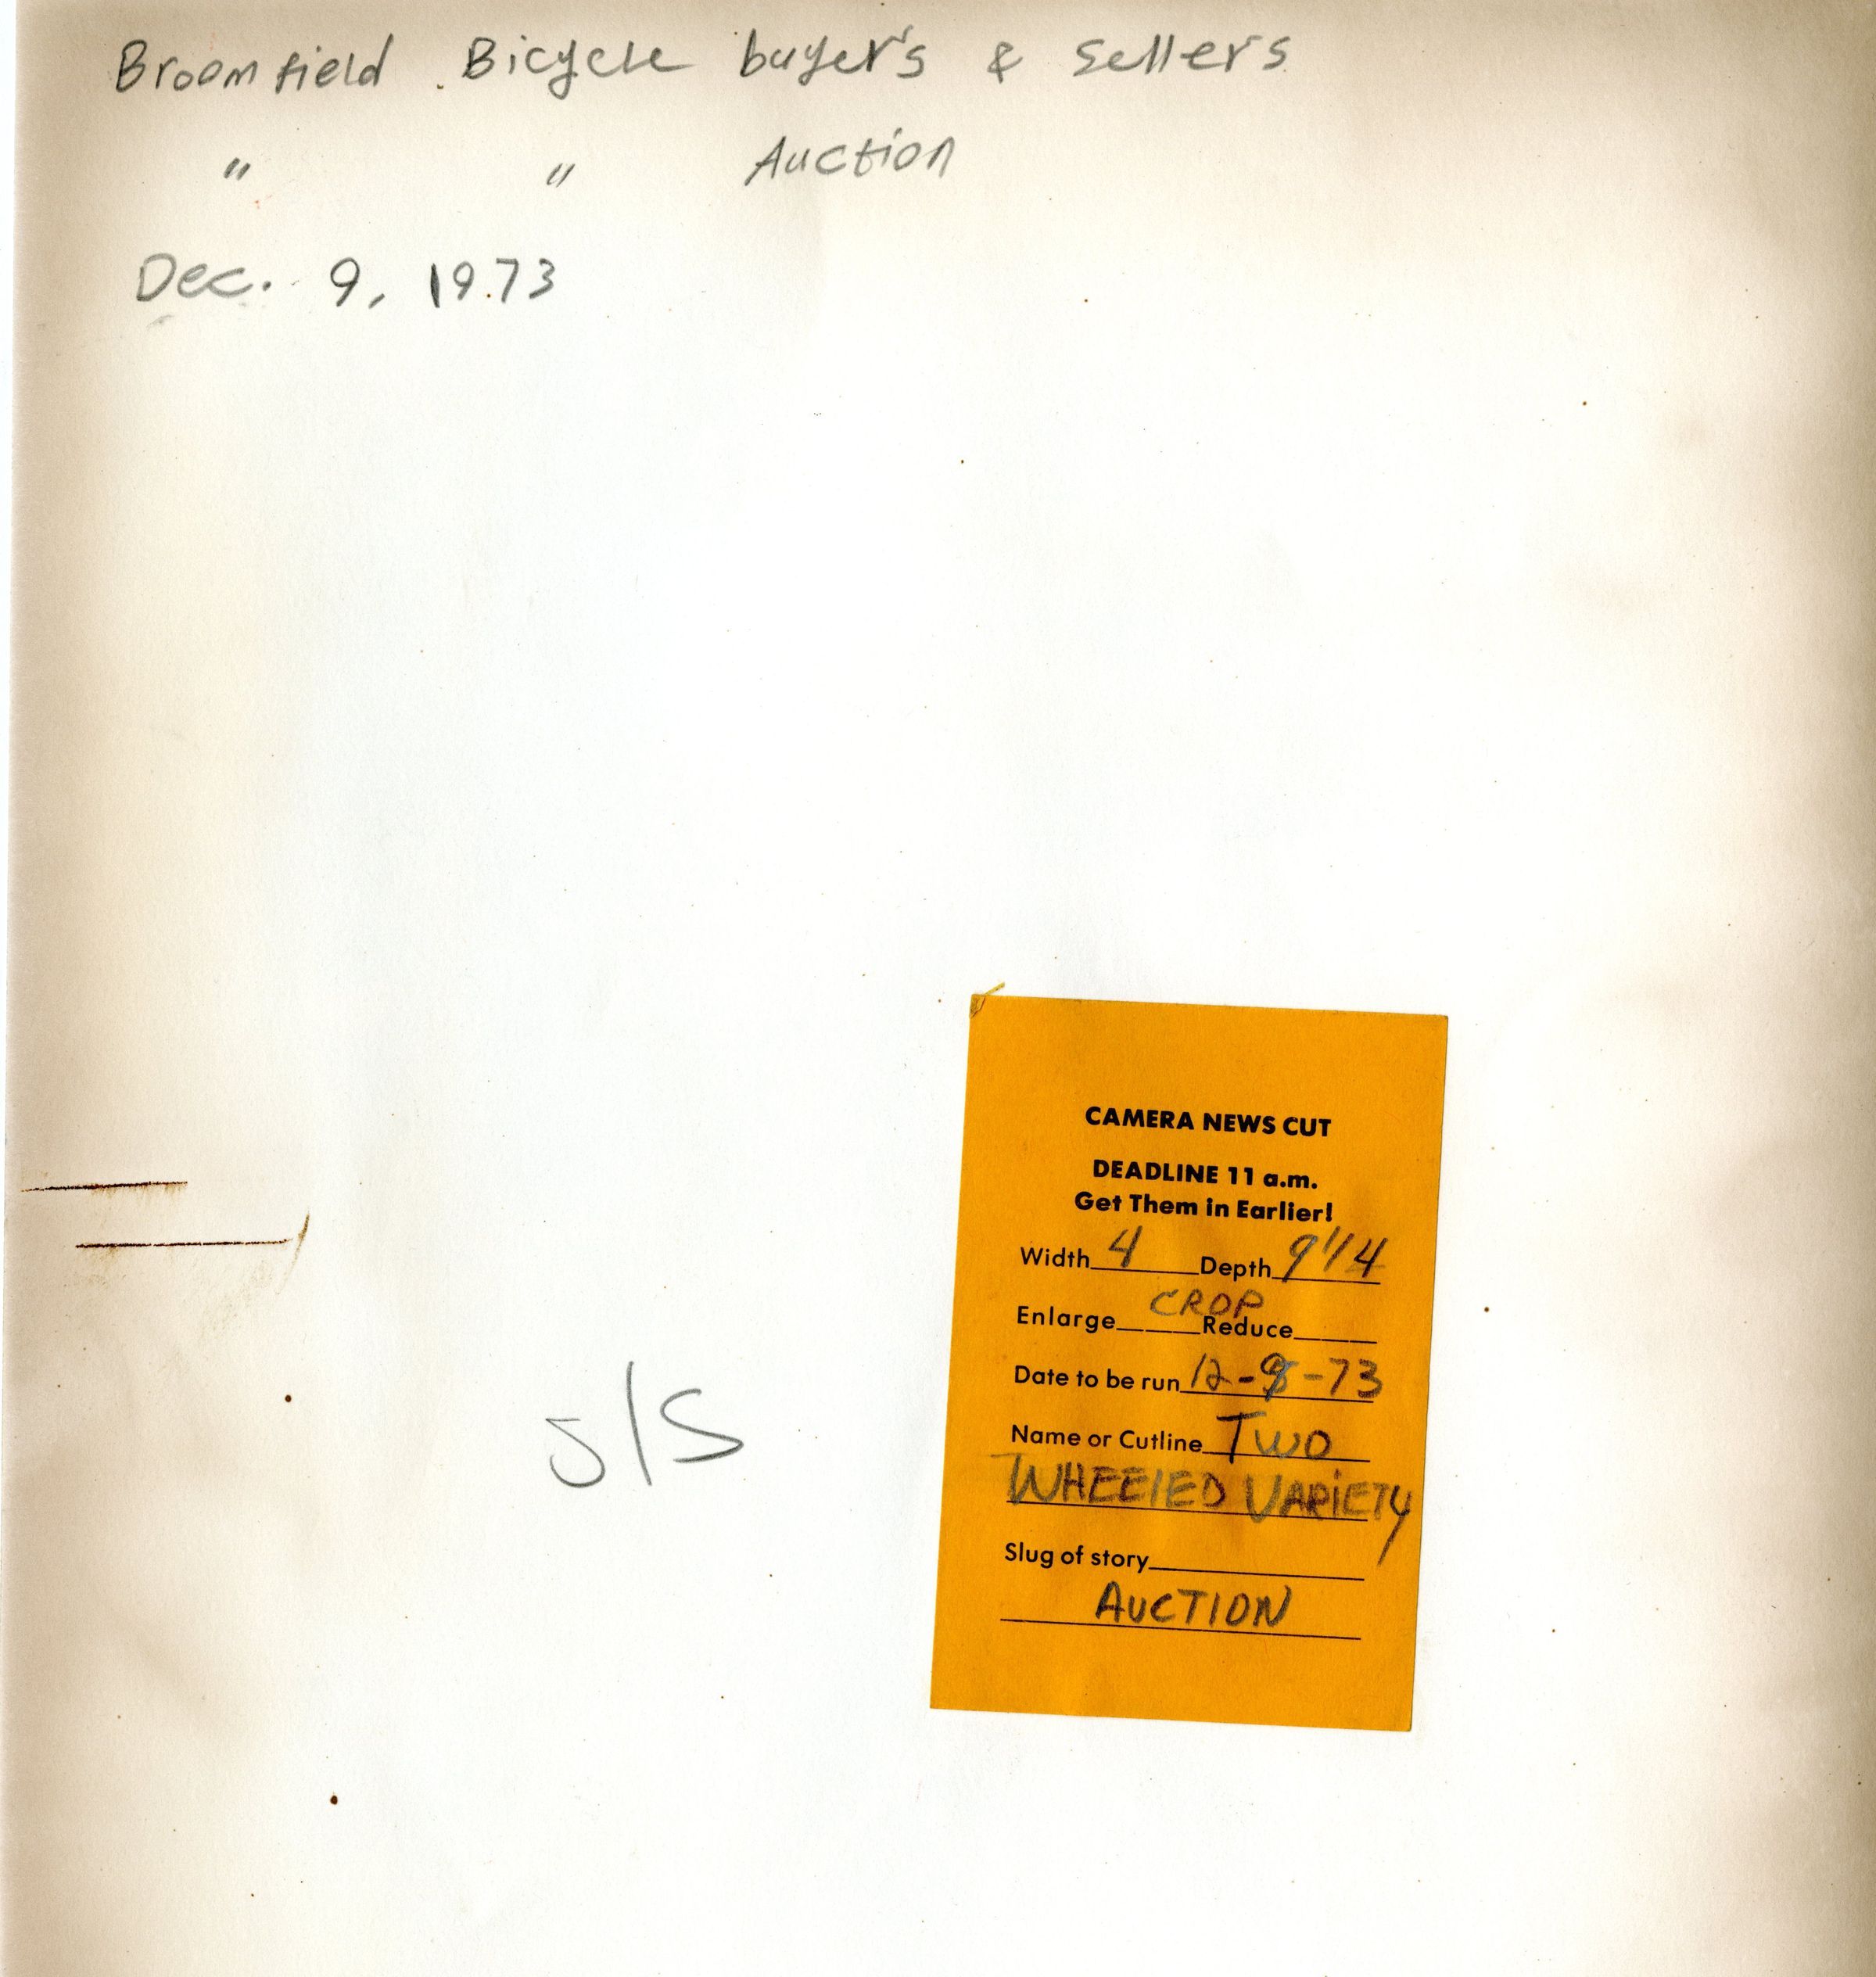 Broomfield Bicycle buyer's & sellers
" " Auction
Dec. 9, 1973
CAMERA NEWS CUT
DEADLINE 11 a.m.
Get Them in Earlier!
Width 4 Depth 9 1/4
CROP
Enlarge Reduce
Date to be run 12-9-73
Name or Cutline Two
WHEELED VARIETY
Slug of story
AUCTION
J/S